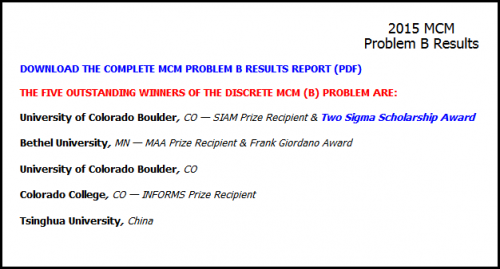 2015 MCM
Problem B Results
DOWNLOAD THE COMPLETE MCM PROBLEM B RESULTS REPORT (PDF)
THE FIVE OUTSTANDING WINNERS OF THE DISCRETE MCM (B) PROBLEM ARE:
University of Colorado Boulder, CO — SIAM Prize Recipient & Two Sigma Scholarship Award
Bethel University, MN — MAA Prize Recipient & Frank Giordano Award
University of Colorado Boulder, CO
Colorado College, CO — INFORMS Prize Recipient
Tsinghua University, China